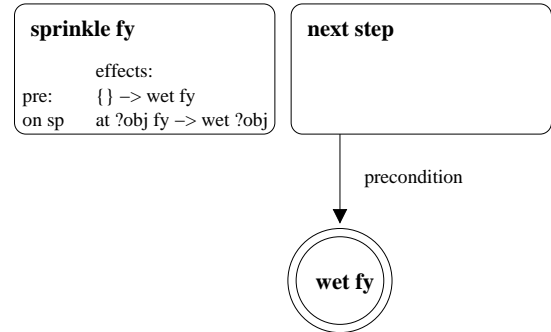 sprinkle fy
effects:
pre: {} −> wet fy
on sp at ?obj fy −> wet ?obj
next step
precondition
wet fy